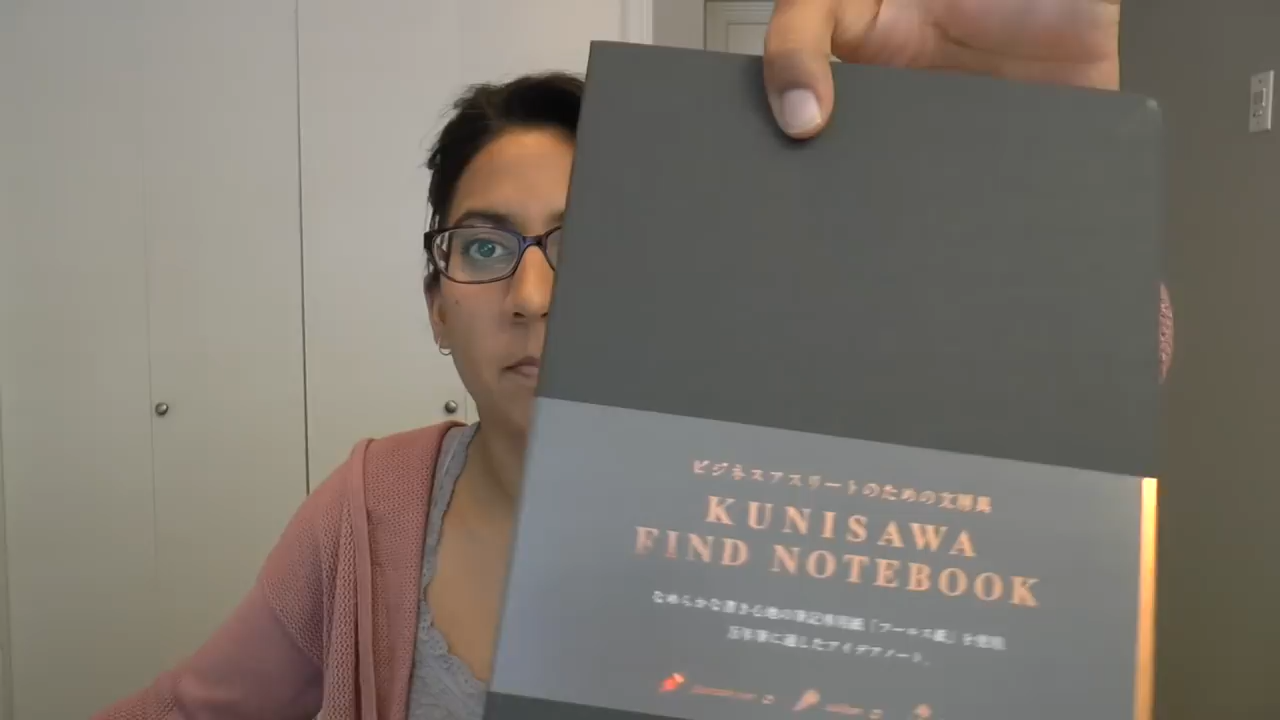 ビジネスアスリートのための文房具
KUNISAWA
FIND NOTEBOOK
なめらかな書き心地の筆記専用紙「フールス紙」を使用
万年筆に適したアイデアノート。